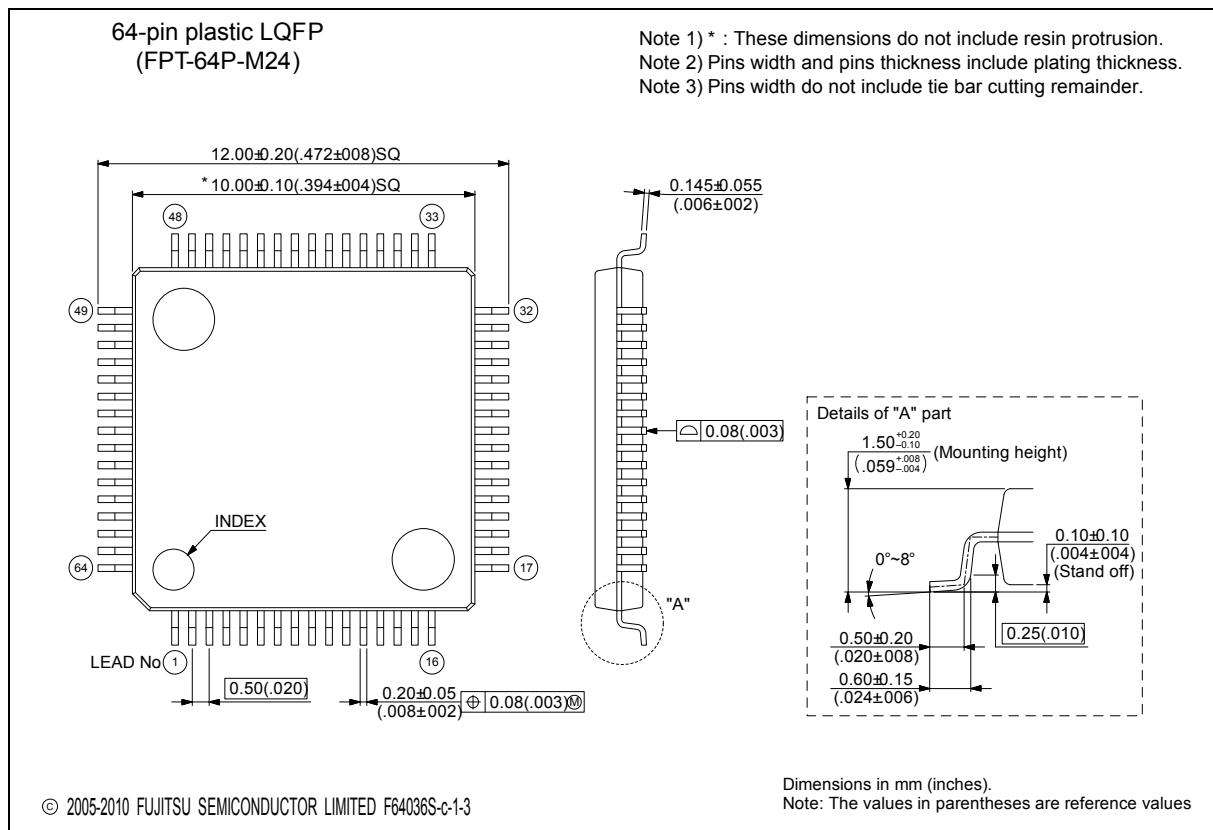 64-pin plastic LQFP
(FPT-64P-M24)
Note 1) * : These dimensions do not include resin protrusion.
Note 2) Pins width and pins thickness include plating thickness.
Note 3) Pins width do not include tie bar cutting remainder.
12.00±0.20(.472±008)SQ
* 10.00±0.10(.394±004)SQ
0.145±0.055
(.006±002)
48
33
49
32
0.08(.003)
INDEX
64
17
"A"
LEAD No
1
16
0.50(.020)
0.20±0.05
(.008±002)
⌖ 0.08(.003)Ⓜ
Details of "A" part
1.50 +0.20 –0.10
(.059 +.008 –.004)
(Mounting height)
0°~8°
0.10±0.10
(.004±004)
(Stand off)
0.25(.010)
0.50±0.20
(.020±008)
0.60±0.15
(.024±006)
© 2005-2010 FUJITSU SEMICONDUCTOR LIMITED F64036S-c-1-3
Dimensions in mm (inches).
Note: The values in parentheses are reference values